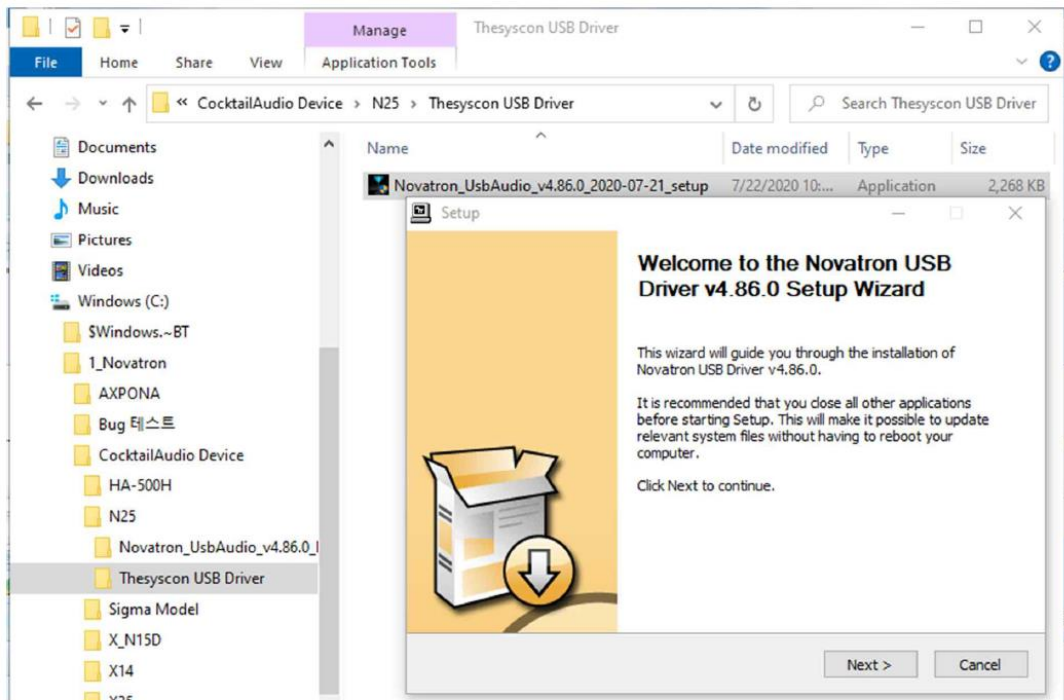 Manage
Thesyscon USB Driver
File
Home
Share
View
Application Tools
« CocktailAudio Device › N25 › Thesyscon USB Driver
Search Thesyscon USB Driver
Documents
Downloads
Music
Pictures
Videos
Windows (C:)
$Windows.~BT
1_Novatron
AXPONA
Bug 테스트
CocktailAudio Device
HA-500H
N25
Novatron_UsbAudio_v4.86.0_
Thesyscon USB Driver
Sigma Model
X_N15D
X14
Name
Date modified
Type
Size
Novatron_UsbAudio_v4.86.0_2020-07-21_setup
7/22/2020 10:...
Application
2,268 KB
Setup
Welcome to the Novatron USB
Driver v4.86.0 Setup Wizard
This wizard will guide you through the installation of
Novatron USB Driver v4.86.0.
It is recommended that you close all other applications
before starting Setup. This will make it possible to update
relevant system files without having to reboot your
computer.
Click Next to continue.
Next >
Cancel